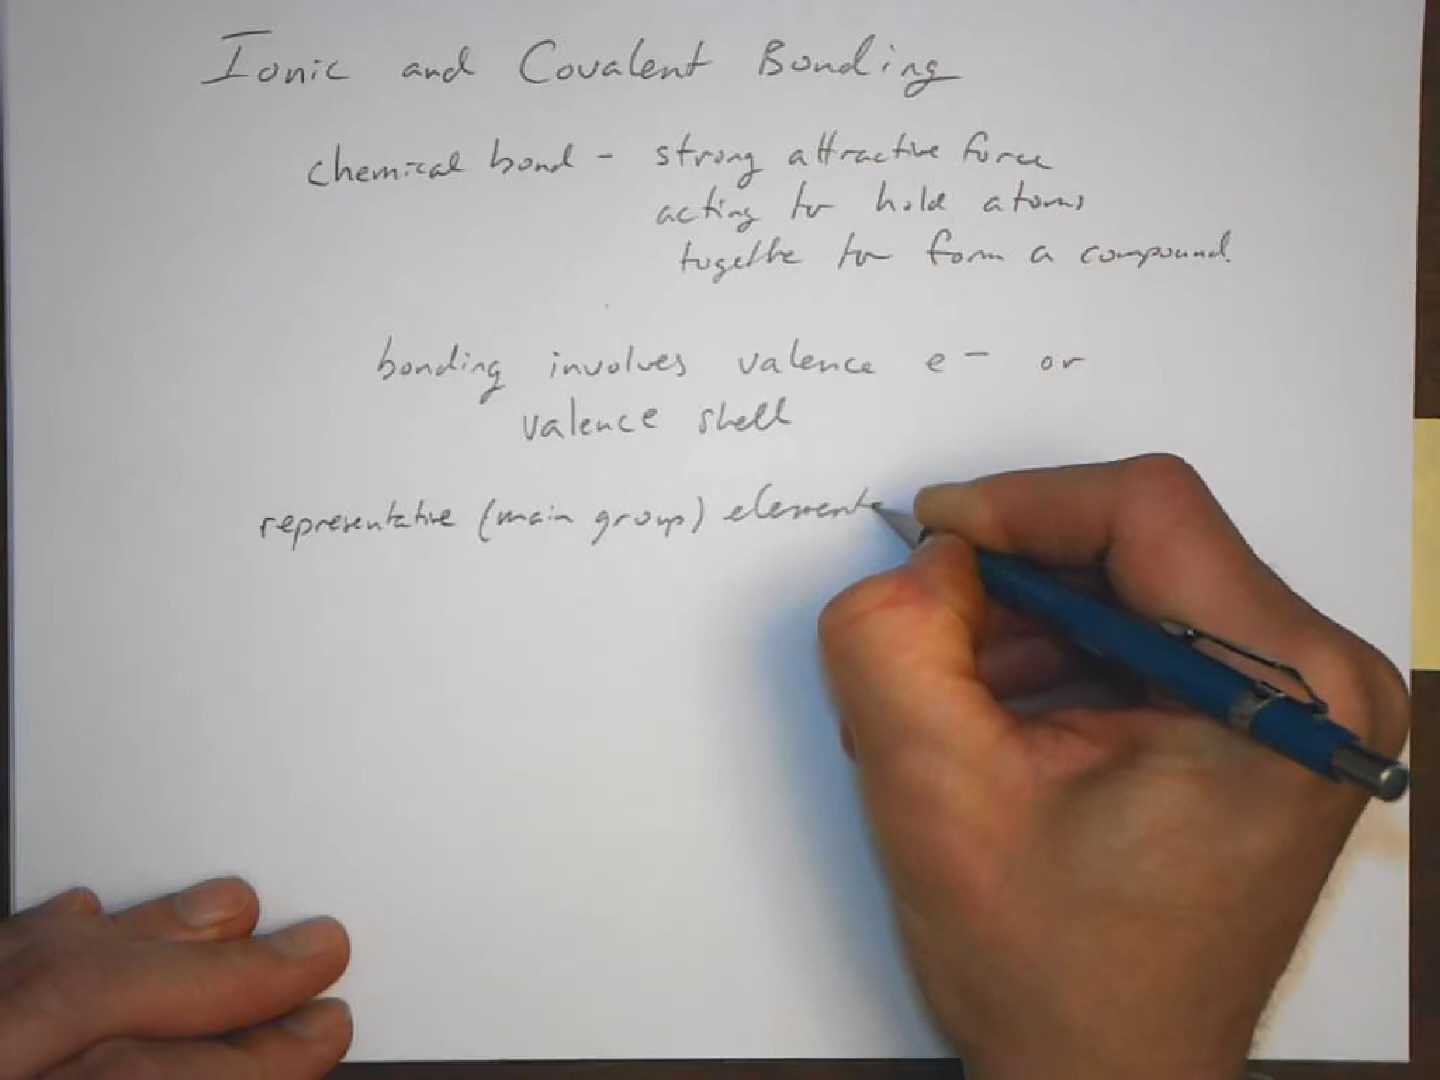 Ionic and Covalent Bonding
chemical bond - strong attractive force
acting to hold atoms
togethe to form a compound.
bonding involves valence e- or
valence shell
representative (main group) elements